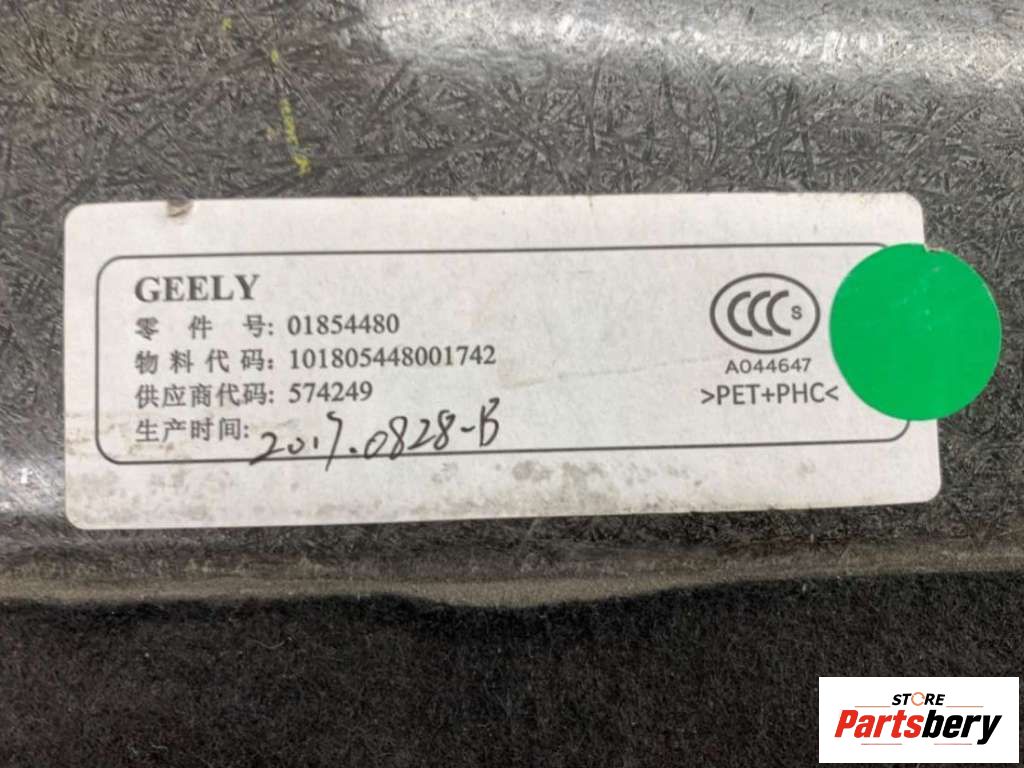 GEELY
零 件 号: 01854480
物 料 代 码: 101805448001742
供应商代码: 574249
生产时间: 2017.0828-B
CCC S
A044647
>PET+PHC<
STORE
Partsbery